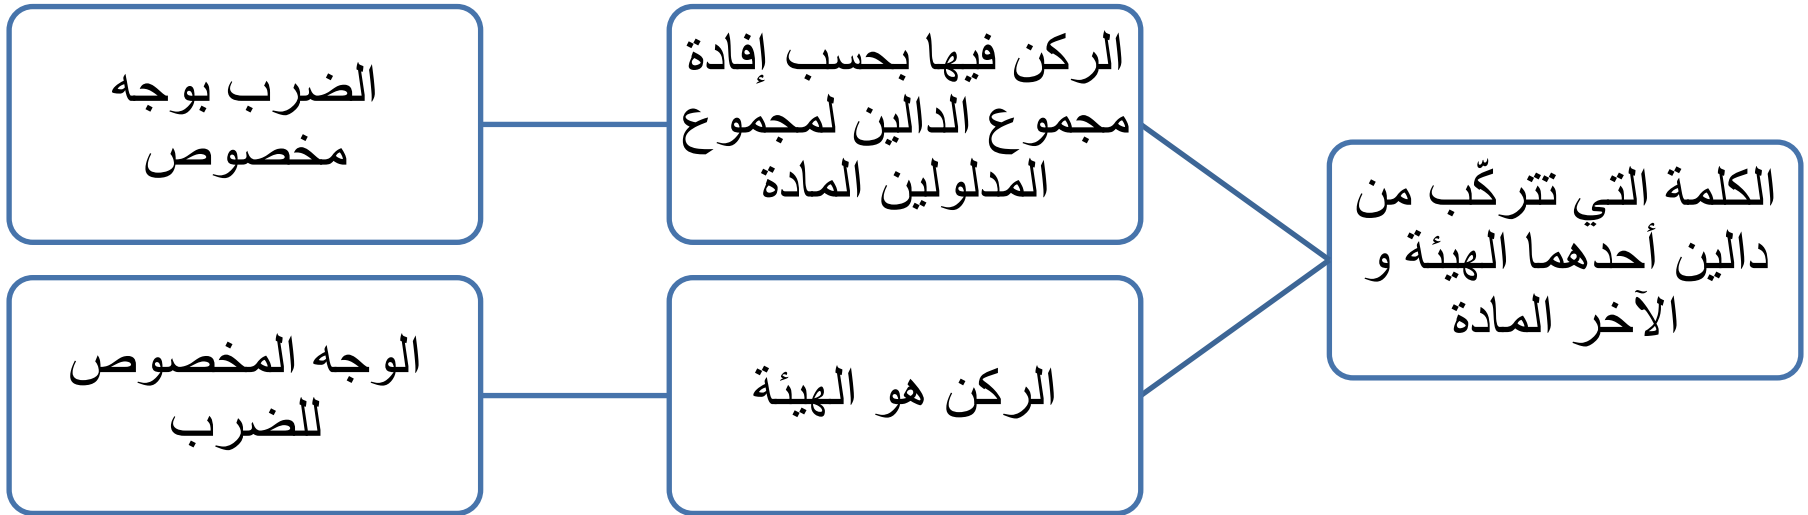 الكلمة التي تتركّب من
دالين أحدهما الهيئة و
الآخر المادة
الركن فيها بحسب إفادة
مجموع الدالين لمجموع
المدلولين المادة
الضرب بوجه
مخصوص
الركن هو الهيئة
الوجه المخصوص
للضرب